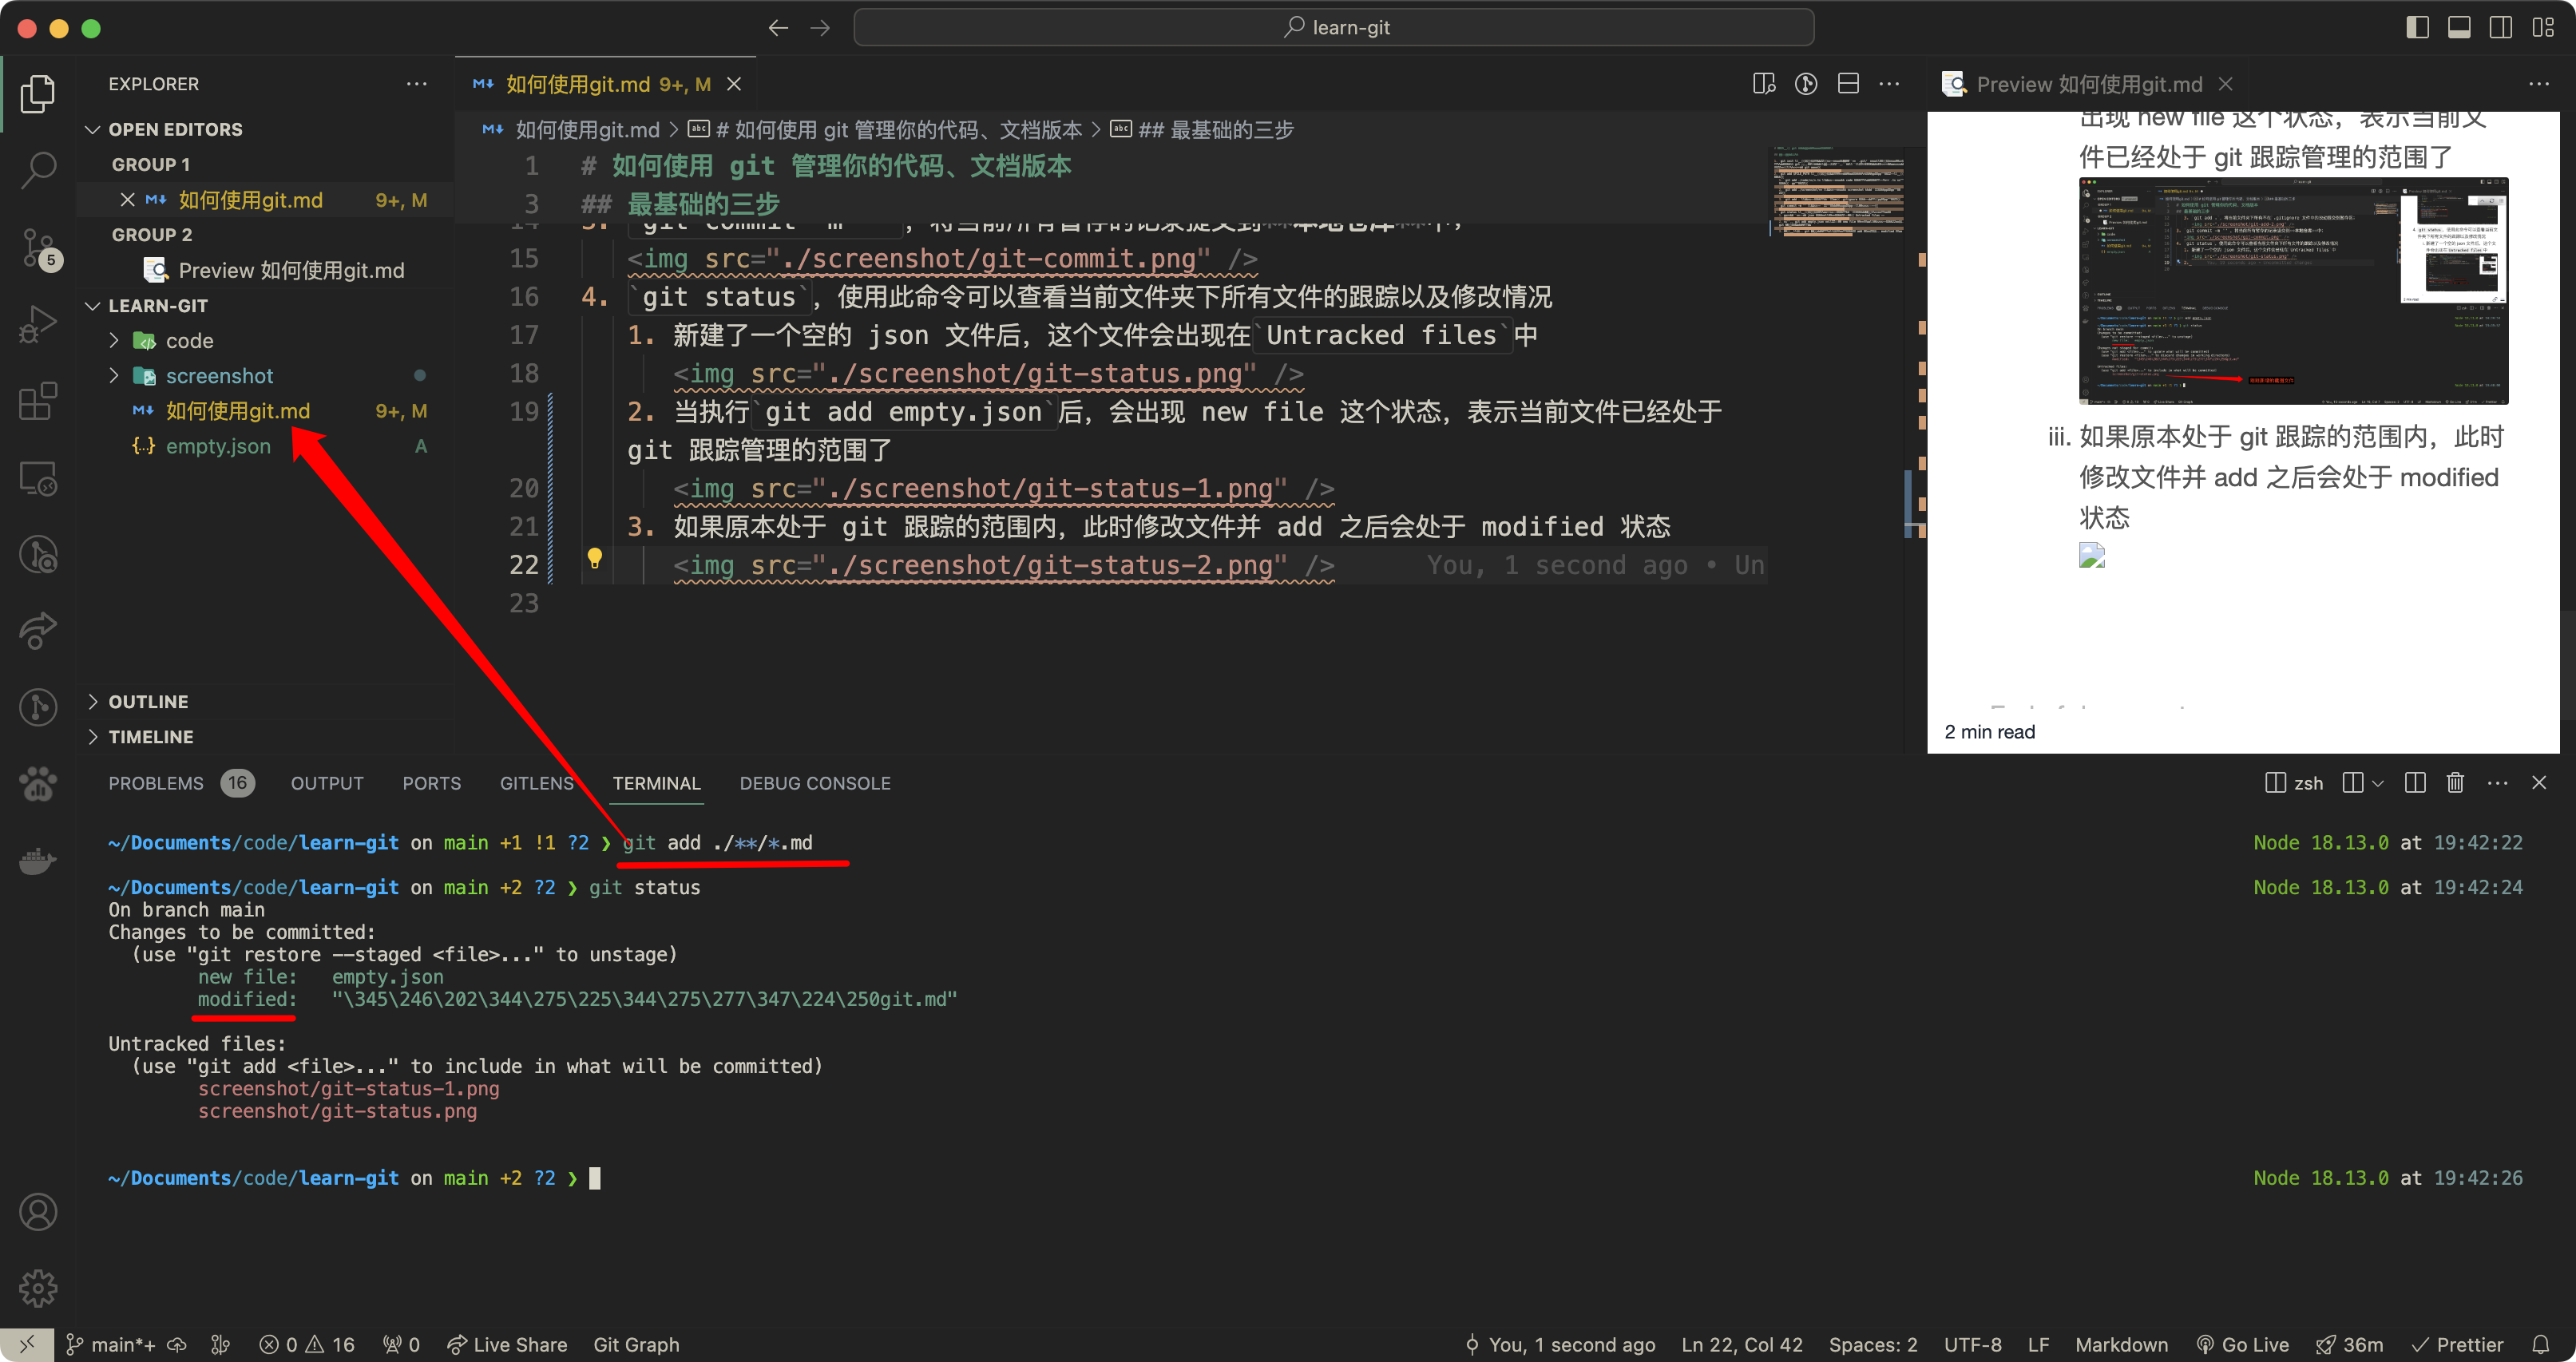 learn-git
EXPLORER
OPEN EDITORS
GROUP 1
如何使用git.md 9+, M
GROUP 2
Preview 如何使用git.md
LEARN-GIT
code
screenshot
如何使用git.md 9+, M
empty.json A
OUTLINE
TIMELINE
5
如何使用git.md 9+, M
如何使用git.md > # 如何使用 git 管理你的代码、文档版本 > ## 最基础的三步
1 # 如何使用 git 管理你的代码、文档版本
3 ## 最基础的三步
15 <img src="./screenshot/git-commit.png" />
16 4. `git status`，使用此命令可以查看当前文件夹下所有文件的跟踪以及修改情况
17 1. 新建了一个空的 json 文件后，这个文件会出现在`Untracked files`中
18 <img src="./screenshot/git-status.png" />
19 2. 当执行`git add empty.json`后，会出现 new file 这个状态，表示当前文件已经处于
git 跟踪管理的范围了
20 <img src="./screenshot/git-status-1.png" />
21 3. 如果原本处于 git 跟踪的范围内，此时修改文件并 add 之后会处于 modified 状态
22 <img src="./screenshot/git-status-2.png" /> You, 1 second ago • Un
23
Preview 如何使用git.md
出现 new file 这个状态，表示当前文
件已经处于 git 跟踪管理的范围了
iii. 如果原本处于 git 跟踪的范围内，此时
修改文件并 add 之后会处于 modified
状态
2 min read
PROBLEMS 16 OUTPUT PORTS GITLENS TERMINAL DEBUG CONSOLE
zsh
~/Documents/code/learn-git on main +1 !1 ?2 ❯ git add ./**/*.md Node 18.13.0 at 19:42:22
~/Documents/code/learn-git on main +2 ?2 ❯ git status Node 18.13.0 at 19:42:24
On branch main
Changes to be committed:
(use "git restore --staged <file>..." to unstage)
new file: empty.json
modified: "\345\246\202\344\275\225\344\275\277\347\224\250git.md"
Untracked files:
(use "git add <file>..." to include in what will be committed)
screenshot/git-status-1.png
screenshot/git-status.png
~/Documents/code/learn-git on main +2 ?2 ❯ Node 18.13.0 at 19:42:26
main*+ 0 16 0 Live Share Git Graph You, 1 second ago Ln 22, Col 42 Spaces: 2 UTF-8 LF Markdown Go Live 36m Prettier